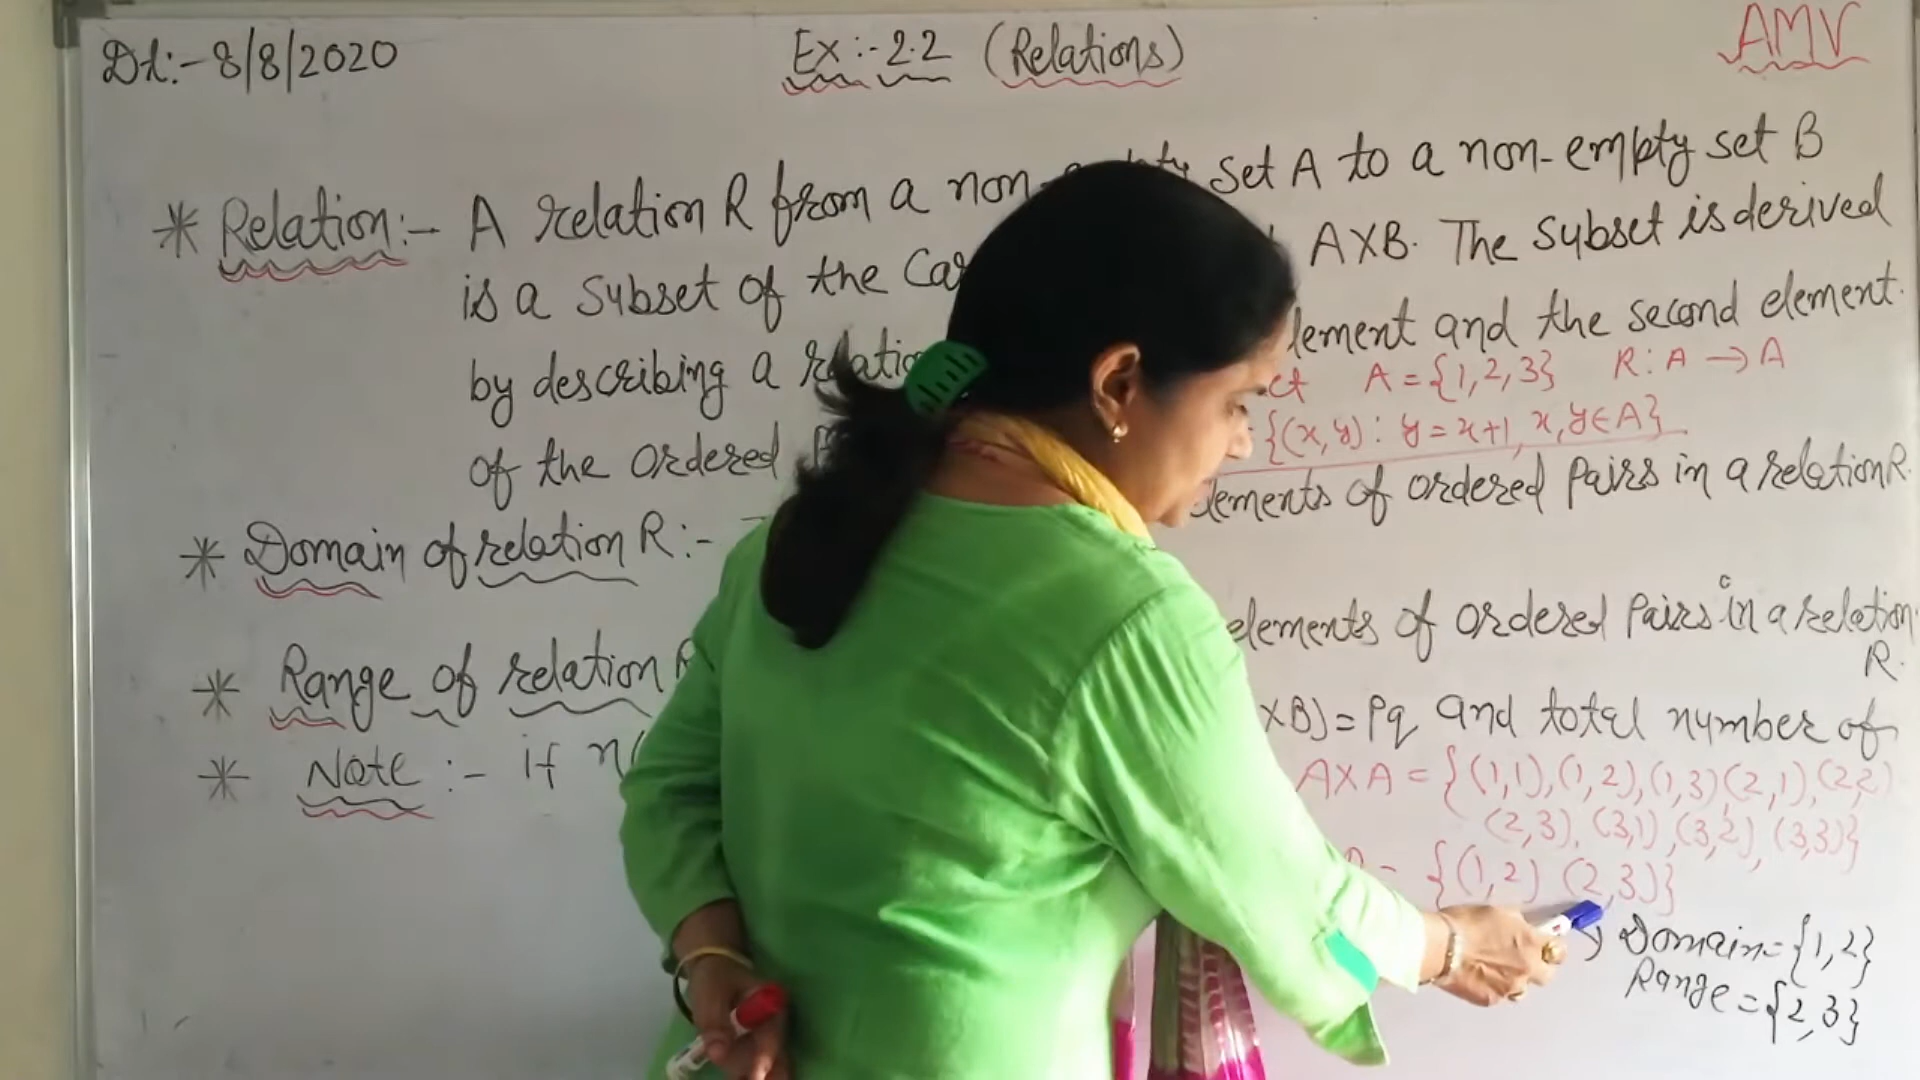 Dt:- 8/8/2020
Ex:- 2.2 (Relations)
AMV
* Relation:- A relation R from a non- set A to a non-empty set B
is a subset of the AXB. The subset is derived
by describing a relation lement and the second element.
of the ordered
ct A = {1,2,3} R: A → A
{(x,y): y = x+1, x,y ∈ A}
* Domain of relation R:- lements of ordered pairs in a relation R.
* Range of relation R elements of ordered pairs in a relation
R.
* Note:- if n( XB) = pq and total number of
AXA = {(1,1),(1,2),(1,3)(2,1),(2,2)
(2,3),(3,1),(3,2),(3,3)}
{(1,2) (2,3)}
Domain = {1,2}
Range = {2,3}